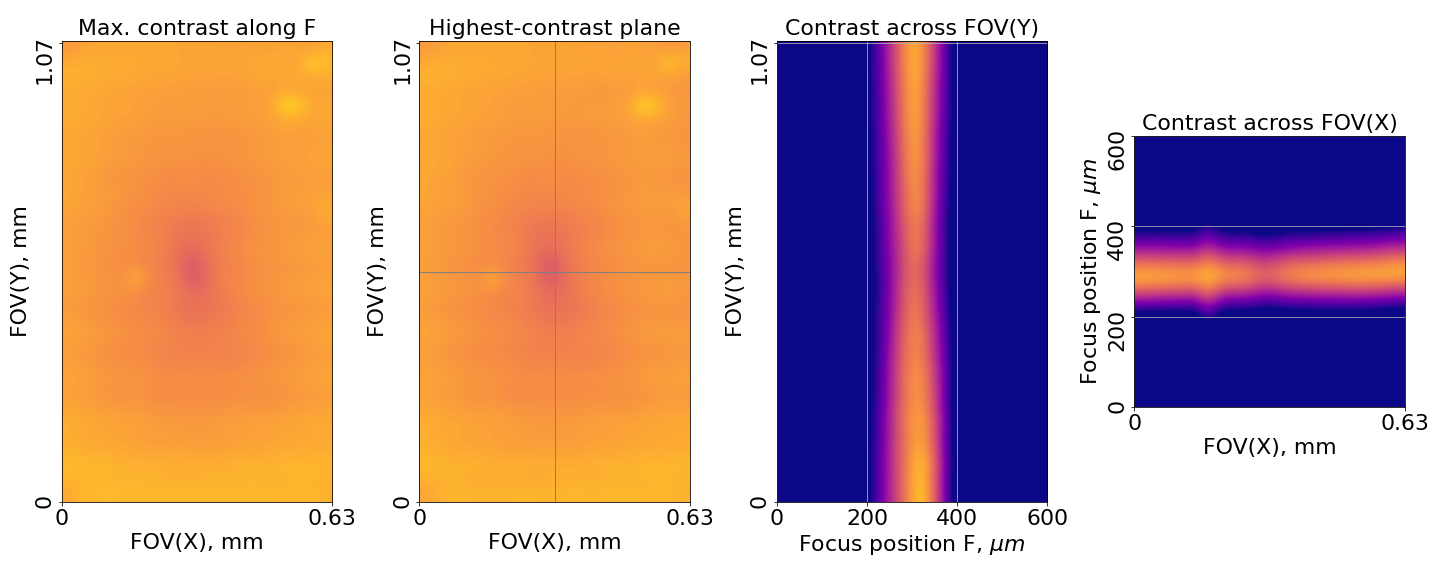 Max. contrast along F
1.07
FOV(Y), mm
0
0
0.63
FOV(X), mm
Highest-contrast plane
1.07
FOV(Y), mm
0
0
0.63
FOV(X), mm
Contrast across FOV(Y)
1.07
FOV(Y), mm
0
0
200
400
600
Focus position F, μm
Contrast across FOV(X)
600
400
200
0
Focus position F, μm
0
0.63
FOV(X), mm